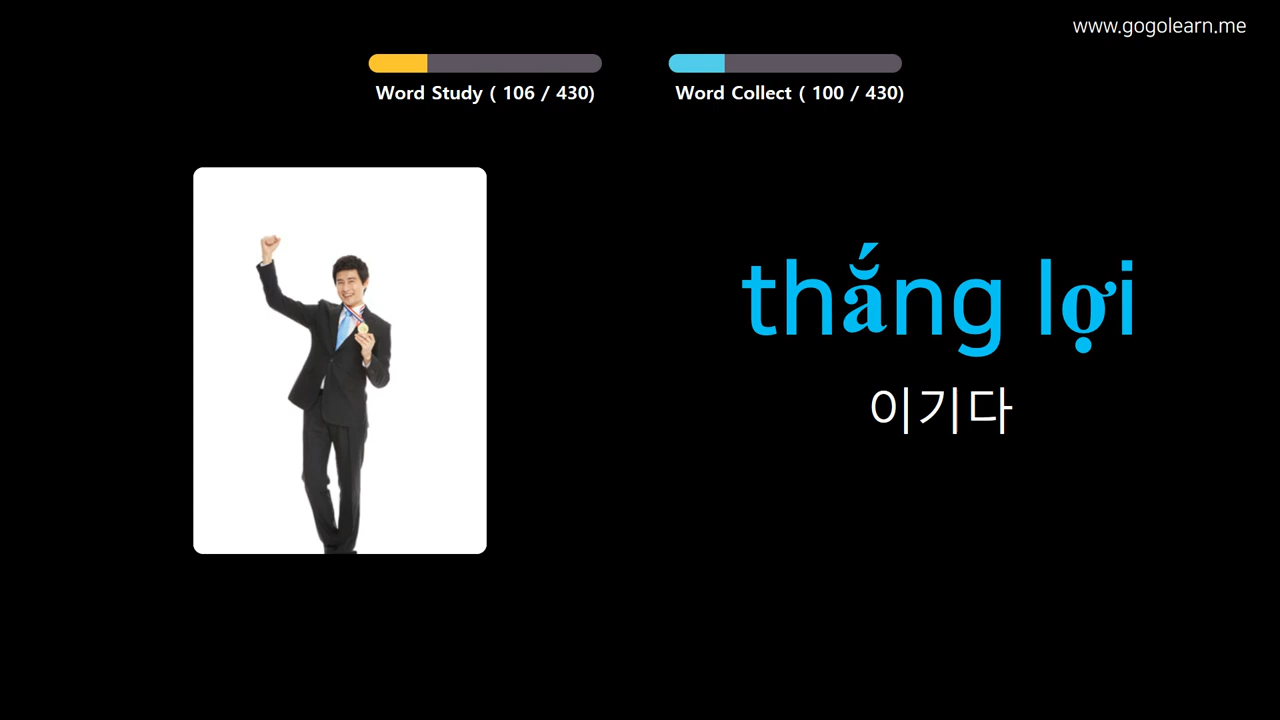 www.gogolearn.me
Word Study ( 106 / 430)
Word Collect ( 100 / 430)
thắng lợi
이기다